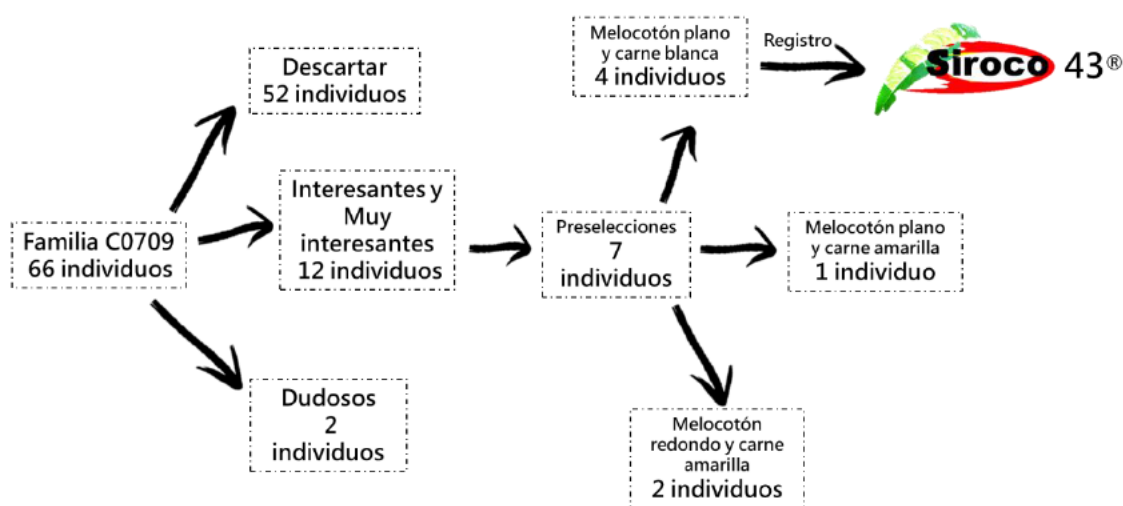 Familia C0709
66 individuos
Descartar
52 individuos
Interesantes y
Muy
interesantes
12 individuos
Dudosos
2
individuos
Preselecciones
7
individuos
Melocotón plano
y carne blanca
4 individuos
Registro
Siroco 43®
Melocotón plano
y carne amarilla
1 individuo
Melocotón
redondo y carne
amarilla
2 individuos